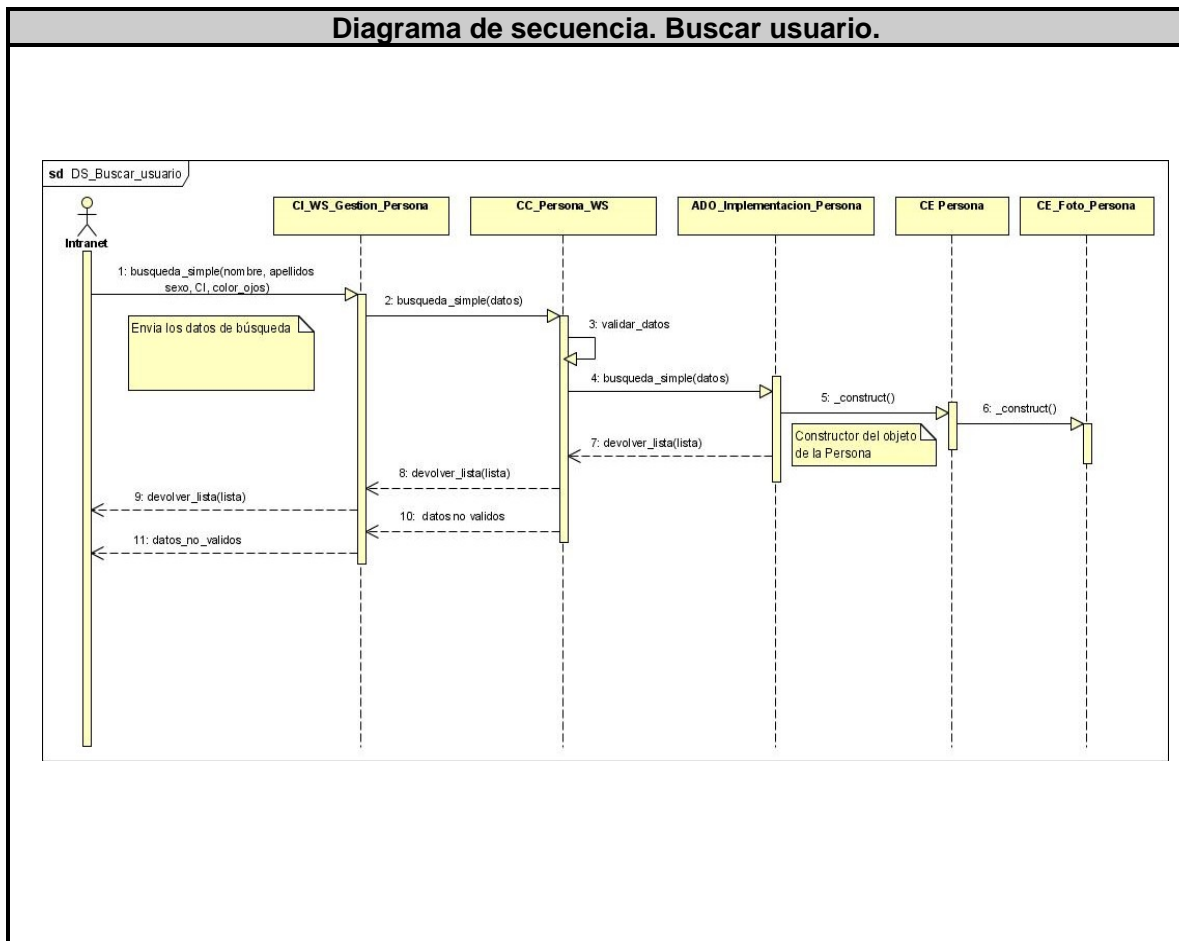 Diagrama de secuencia. Buscar usuario.
sd DS_Buscar_usuario
Intranet
CI_WS_Gestion_Persona
CC_Persona_WS
ADO_Implementacion_Persona
CE Persona
CE_Foto_Persona
1: busqueda_simple(nombre, apellidos
sexo, CI, color_ojos)
Envia los datos de búsqueda
2: busqueda_simple(datos)
3: validar_datos
4: busqueda_simple(datos)
5: _construct()
6: _construct()
Constructor del objeto
de la Persona
7: devolver_lista(lista)
8: devolver_lista(lista)
9: devolver_lista(lista)
10: datos no validos
11: datos_no_validos